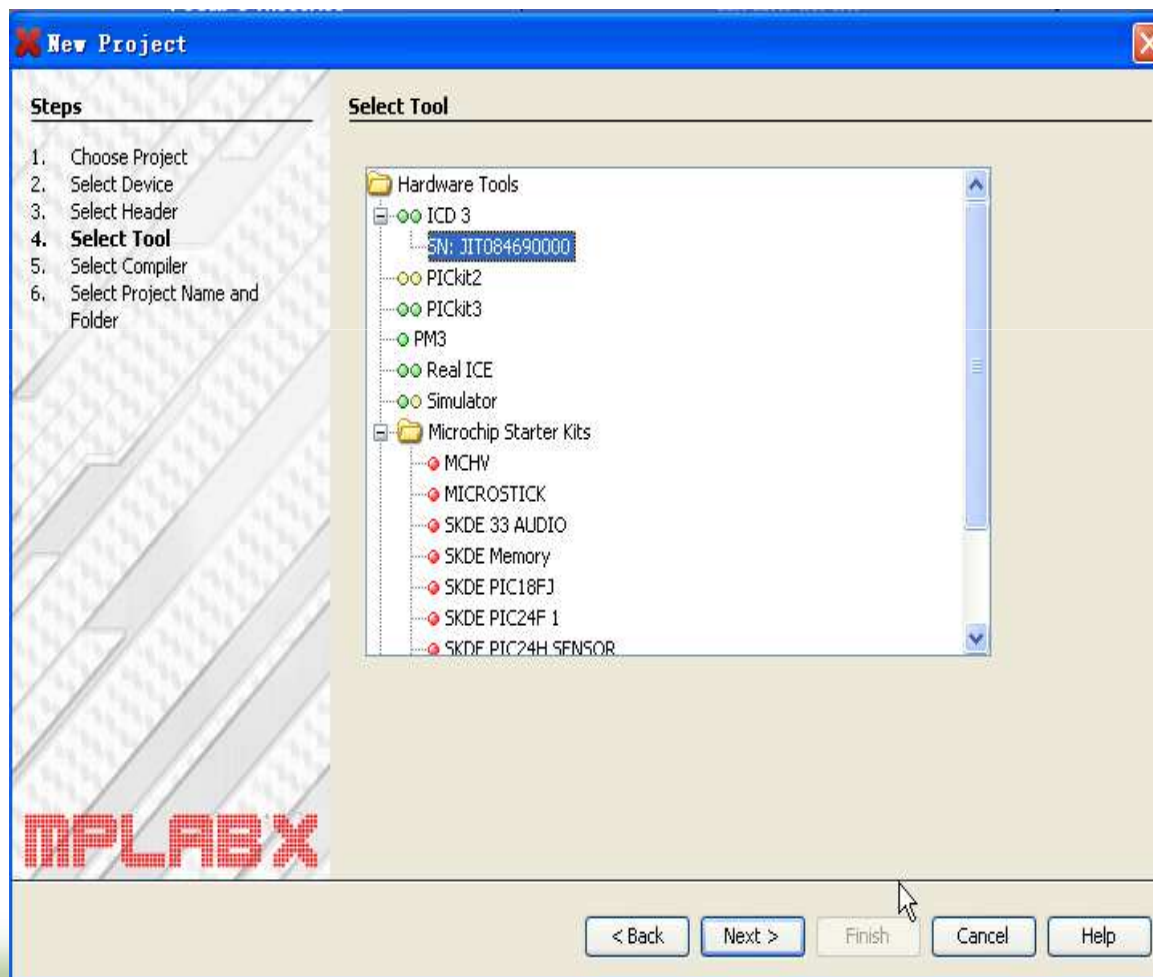 New Project
Steps
1. Choose Project
2. Select Device
3. Select Header
4. Select Tool
5. Select Compiler
6. Select Project Name and
Folder
Select Tool
Hardware Tools
ICD 3
SN: JIT084690000
PICkit2
PICkit3
PM3
Real ICE
Simulator
Microchip Starter Kits
MCHV
MICROSTICK
SKDE 33 AUDIO
SKDE Memory
SKDE PIC18FJ
SKDE PIC24F 1
SKDE PIC24H SENSOR
MPLAB X
< Back
Next >
Finish
Cancel
Help